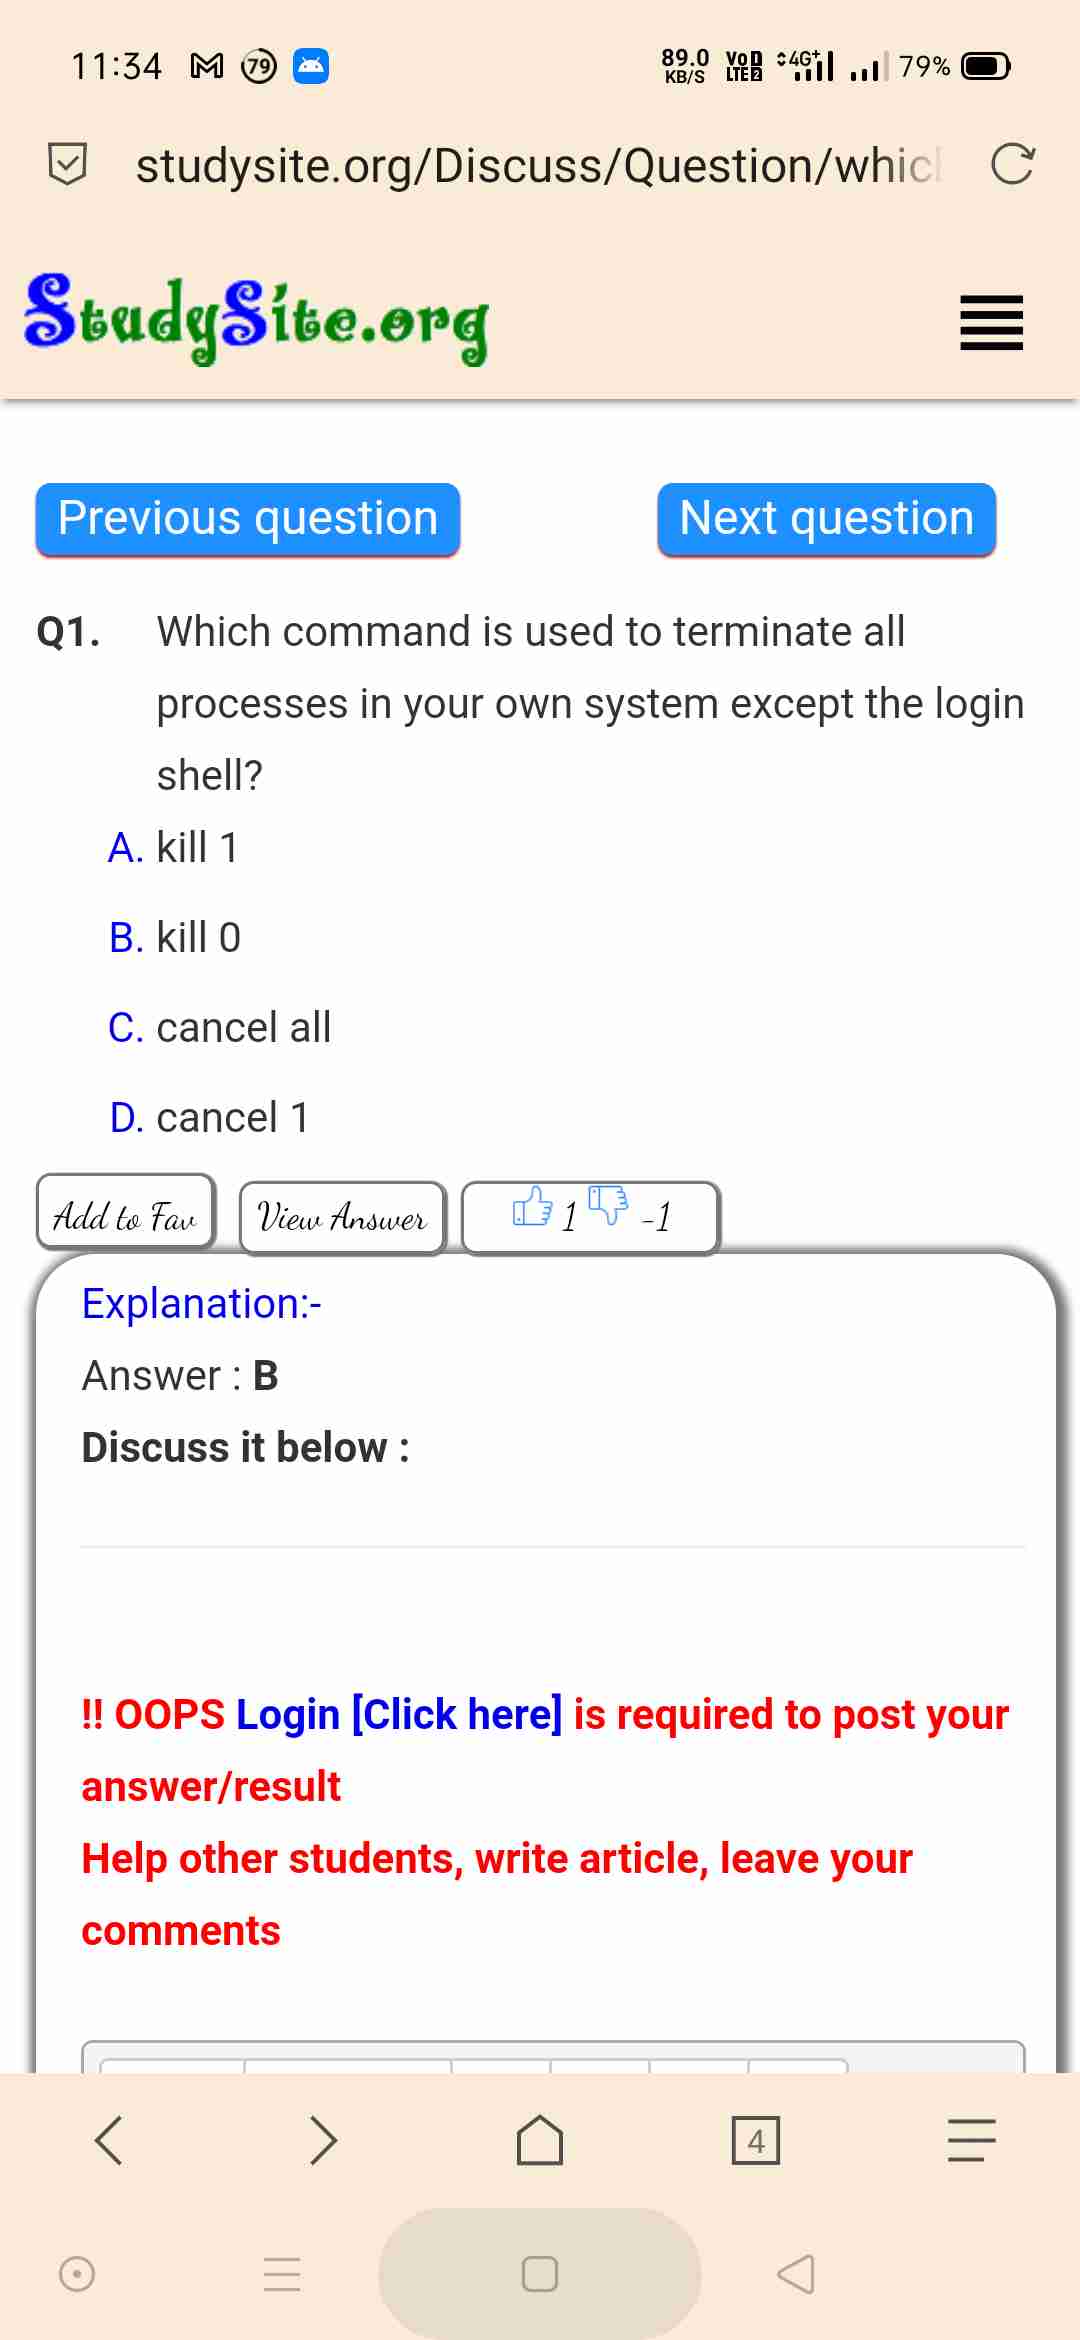 11:34 79 89.0 KB/S VoD LTE2 4G+ 79%
studysite.org/Discuss/Question/whic
StudySite.org
Previous question Next question
Q1. Which command is used to terminate all
processes in your own system except the login
shell?
A. kill 1
B. kill 0
C. cancel all
D. cancel 1
Add to Fav View Answer 1 -1
Explanation:-
Answer : B
Discuss it below :
!! OOPS Login [Click here] is required to post your
answer/result
Help other students, write article, leave your
comments
4